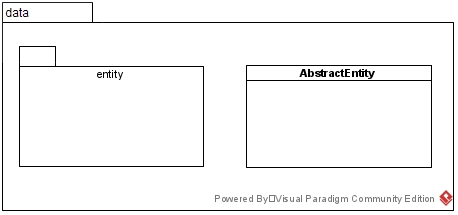 data
entity
AbstractEntity
Powered By Visual Paradigm Community Edition